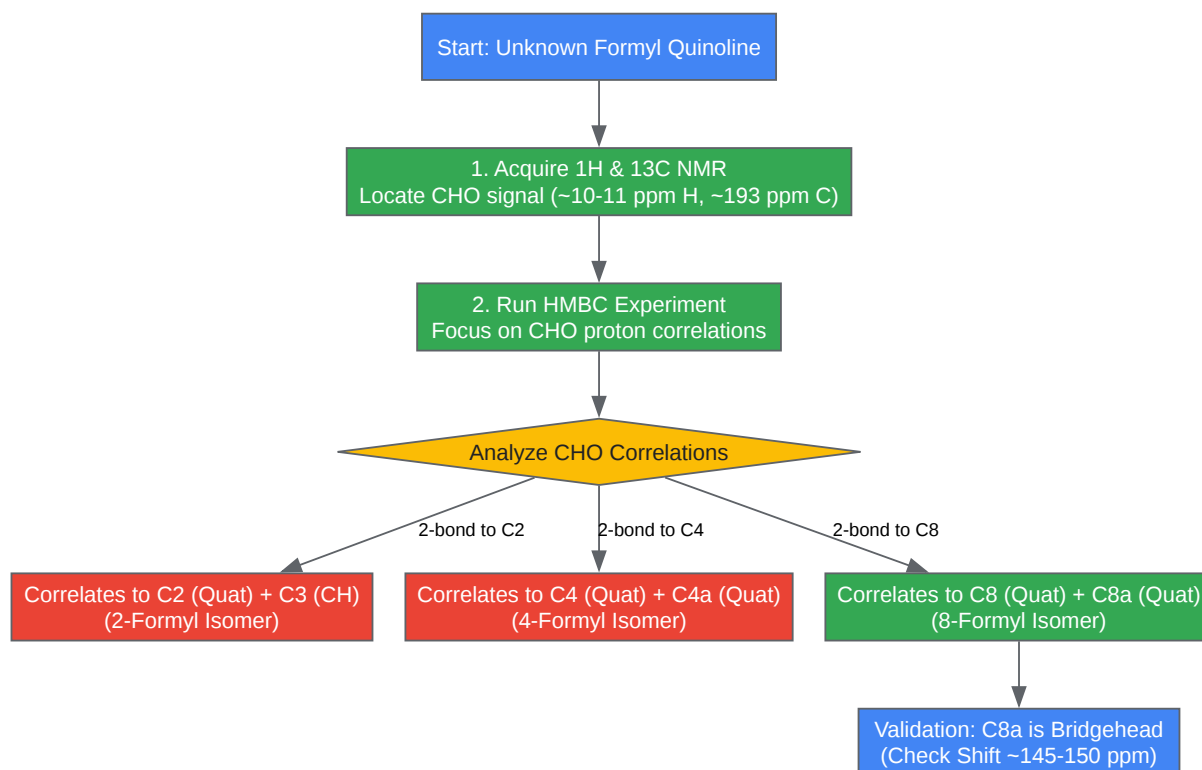 Start: Unknown Formyl Quinoline
1. Acquire 1H & 13C NMR
Locate CHO signal (~10-11 ppm H, ~193 ppm C)
2. Run HMBC Experiment
Focus on CHO proton correlations
Analyze CHO Correlations
2-bond to C2
2-bond to C4
2-bond to C8
Correlates to C2 (Quat) + C3 (CH)
(2-Formyl Isomer)
Correlates to C4 (Quat) + C4a (Quat)
(4-Formyl Isomer)
Correlates to C8 (Quat) + C8a (Quat)
(8-Formyl Isomer)
Validation: C8a is Bridgehead
(Check Shift ~145-150 ppm)